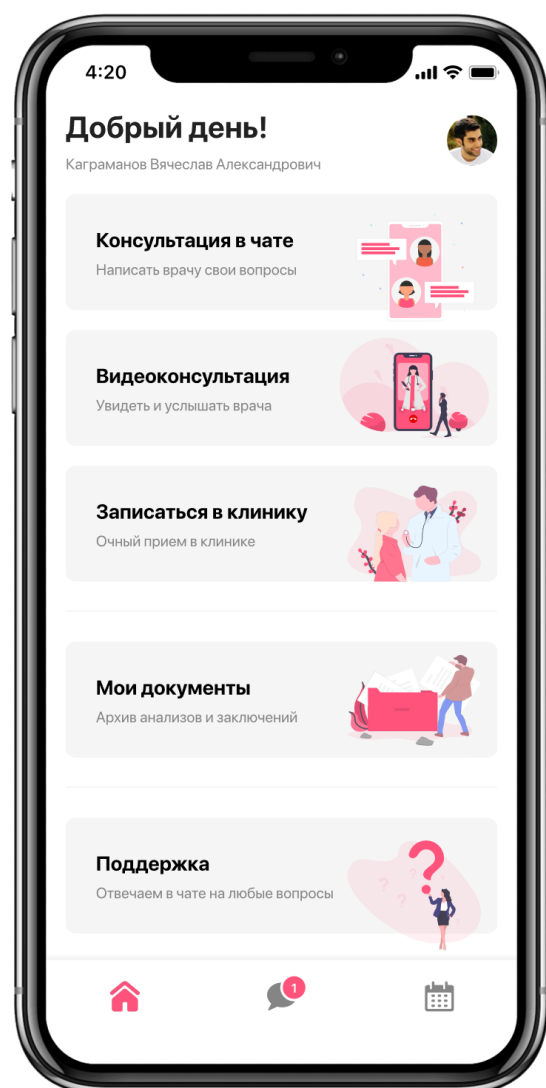 4:20
Добрый день!
Каграманов Вячеслав Александрович
Консультация в чате
Написать врачу свои вопросы
Видеоконсультация
Увидеть и услышать врача
Записаться в клинику
Очный прием в клинике
Мои документы
Архив анализов и заключений
Поддержка
Отвечаем в чате на любые вопросы
1